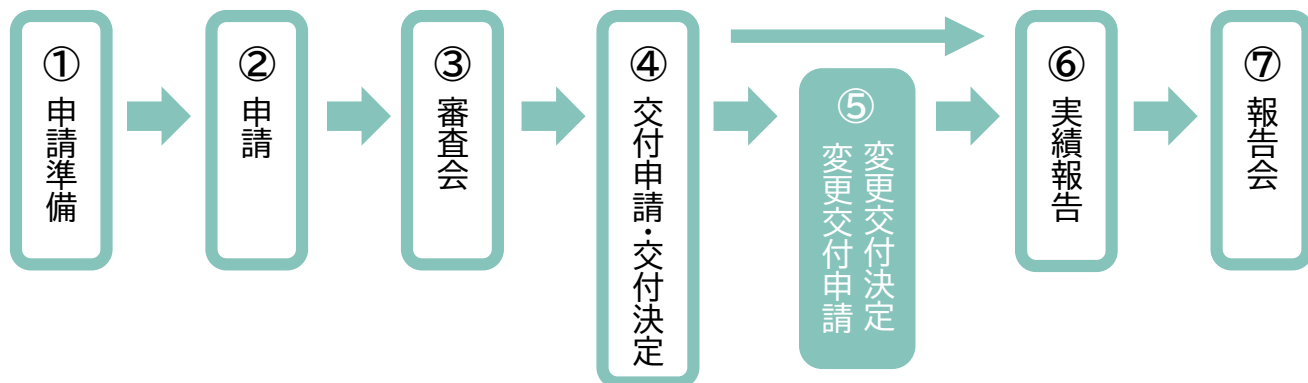 ①申請準備
②申請
③審査会
④交付申請・交付決定
⑤
変更交付決定
変更交付申請
⑥実績報告
⑦報告会